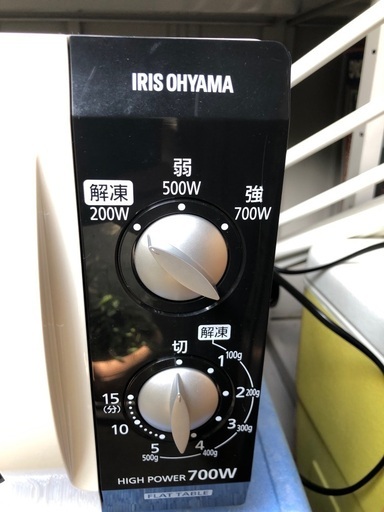 IRIS OHYAMA
弱
500W
解凍
200W
強
700W
解凍
切
100g
1
2 200g
3 300g
4 400g
5 500g
10
15
(分)
HIGH POWER 700W
FLAT TABLE